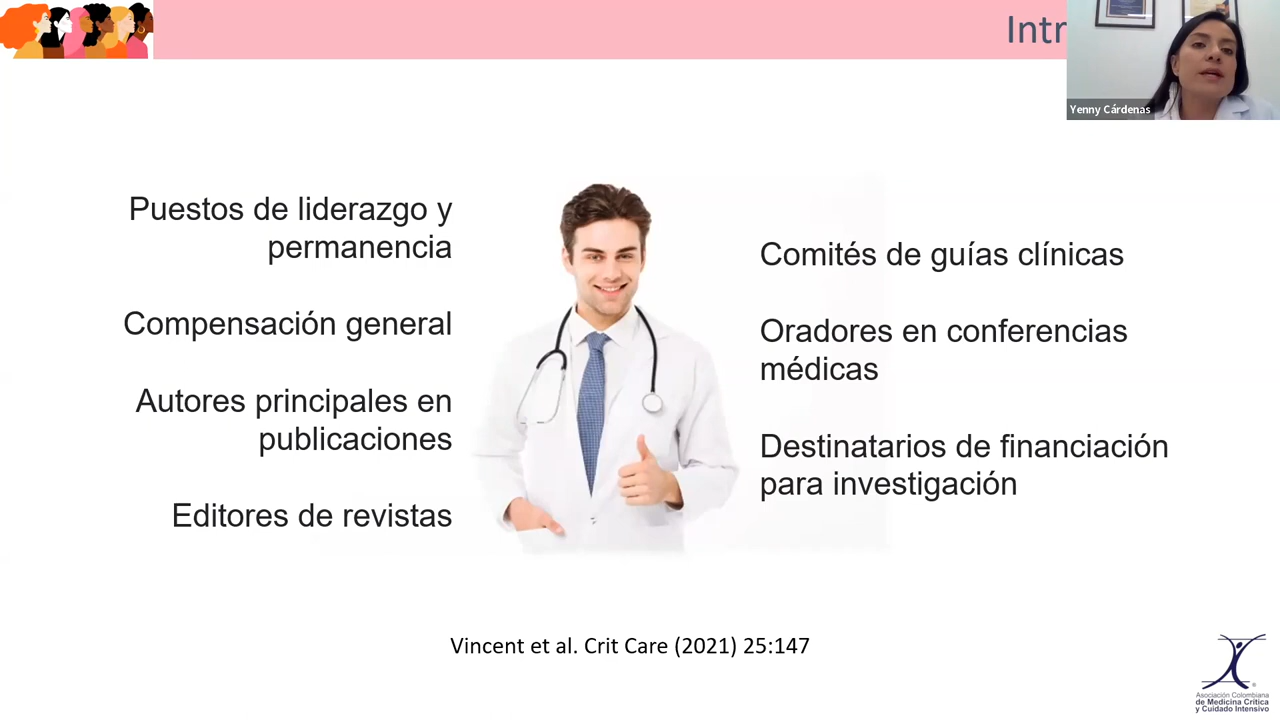 Intr
Yenny Cárdenas
Puestos de liderazgo y
permanencia
Compensación general
Autores principales en
publicaciones
Editores de revistas
Comités de guías clínicas
Oradores en conferencias
médicas
Destinatarios de financiación
para investigación
Vincent et al. Crit Care (2021) 25:147
Asociación Colombiana
de Medicina Crítica
y Cuidado Intensivo